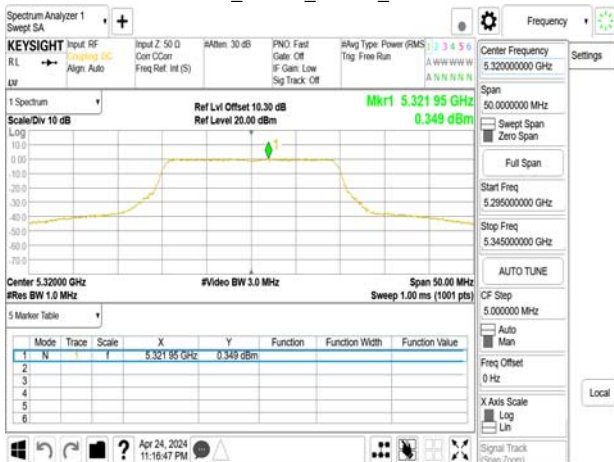 Spectrum Analyzer 1
Swept SA
+
Frequency
KEYSIGHT
RL
Input: RF
Coupling: DC
Align: Auto
Input Z: 50 Ω
Corr CCorr
Freq Ref: Int (S)
#Atten: 30 dB
PNO: Fast
Gate: Off
IF Gain: Low
Sig Track: Off
#Avg Type: Power (RMS
Trig: Free Run
1 2 3 4 5 6
A W W W W W
A N N N N N
LW
Center Frequency
5.320000000 GHz
Settings
Span
50.0000000 MHz
Swept Span
Zero Span
Full Span
Start Freq
5.295000000 GHz
Stop Freq
5.345000000 GHz
AUTO TUNE
CF Step
5.000000 MHz
Auto
Man
Freq Offset
0 Hz
X Axis Scale
Log
Lin
Signal Track
(Span Zoom)
Local
1 Spectrum
Scale/Div 10 dB
Ref Lvl Offset 10.30 dB
Ref Level 20.00 dBm
Mkr1 5.321 95 GHz
0.349 dBm
Log
10.0
0.00
-10.0
-20.0
-30.0
-40.0
-50.0
-60.0
-70.0
1
Center 5.32000 GHz
#Res BW 1.0 MHz
#Video BW 3.0 MHz
Span 50.00 MHz
Sweep 1.00 ms (1001 pts)
5 Marker Table
Mode Trace Scale X Y Function Function Width Function Value
1 N 1 f 5.321 95 GHz 0.349 dBm
2
3
4
5
6
?
Apr 24, 2024
11:16:47 PM